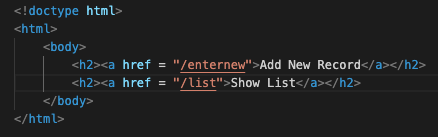 <!doctype html>
<html>
    <body>
        <h2><a href = "/enternew">Add New Record</a></h2>
        <h2><a href = "/list">Show List</a></h2>
    </body>
</html>